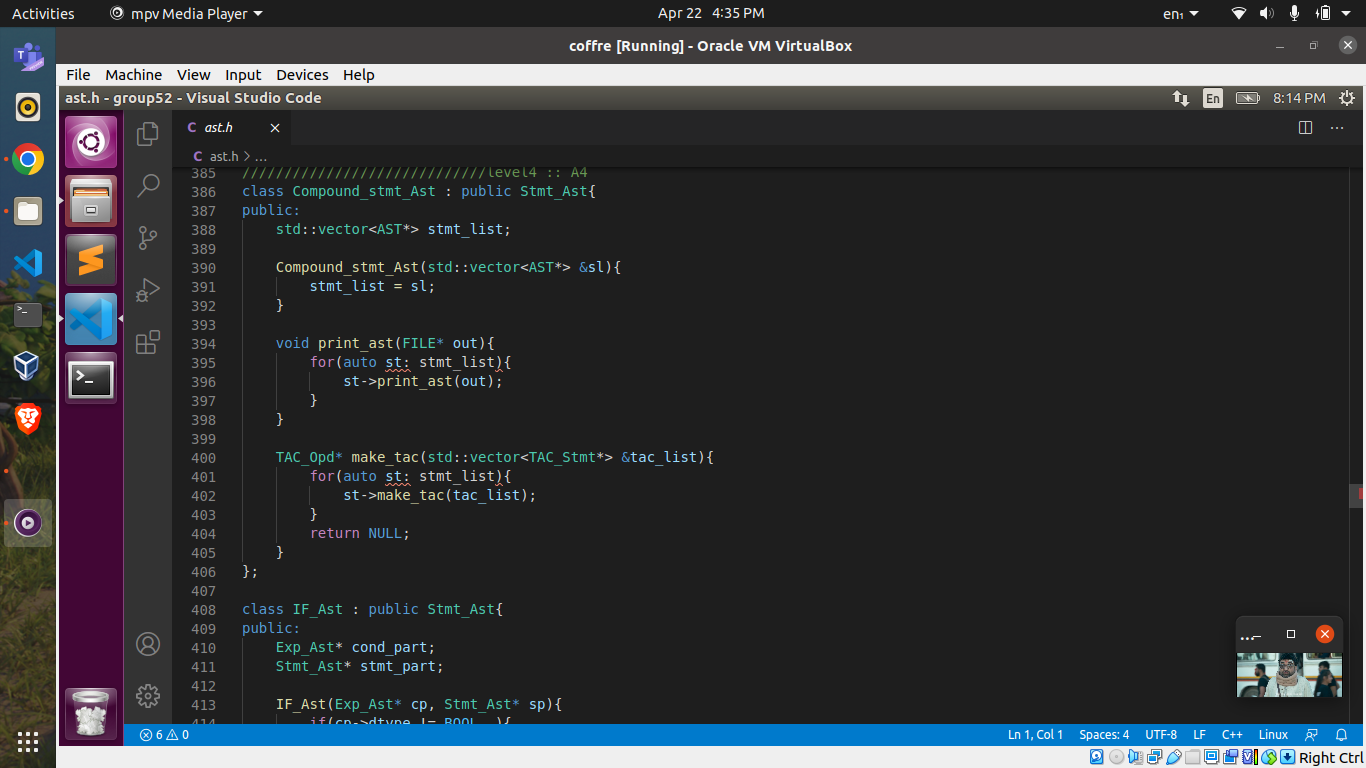 Activities mpv Media Player Apr 22 4:35 PM en₁
coffre [Running] - Oracle VM VirtualBox
File Machine View Input Devices Help
ast.h - group52 - Visual Studio Code En 8:14 PM
C ast.h
C ast.h > ...
385 /////////////////////////////level4 :: A4
386 class Compound_stmt_Ast : public Stmt_Ast{
387 public:
388 std::vector<AST*> stmt_list;
389
390 Compound_stmt_Ast(std::vector<AST*> &sl){
391 stmt_list = sl;
392 }
393
394 void print_ast(FILE* out){
395 for(auto st: stmt_list){
396 st->print_ast(out);
397 }
398 }
399
400 TAC_Opd* make_tac(std::vector<TAC_Stmt*> &tac_list){
401 for(auto st: stmt_list){
402 st->make_tac(tac_list);
403 }
404 return NULL;
405 }
406 };
407
408 class IF_Ast : public Stmt_Ast{
409 public:
410 Exp_Ast* cond_part;
411 Stmt_Ast* stmt_part;
412
413 IF_Ast(Exp_Ast* cp, Stmt_Ast* sp){
414 if(cp->dtype != BOOL_ ){
6 0 Ln 1, Col 1 Spaces: 4 UTF-8 LF C++ Linux
Right Ctrl